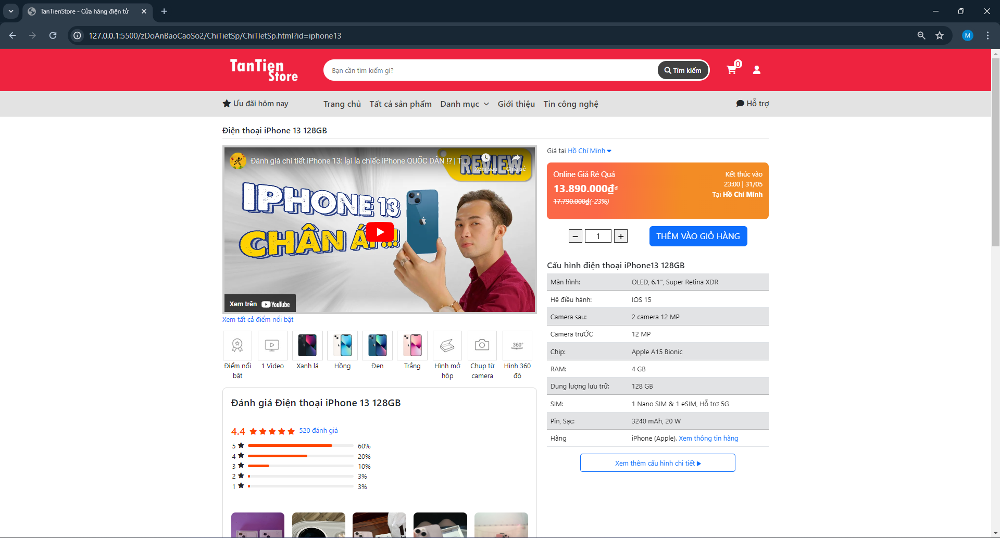 TanTienStore - Cửa hàng điện tử
127.0.0.1:5500/zDoAnBaoCaoSo2/ChiTietSp/ChiTIetSp.html?id=iphone13
M
TanTien
Store
Bạn cần tìm kiếm gì?
Tìm kiếm
0
Ưu đãi hôm nay
Trang chủ
Tất cả sản phẩm
Danh mục
Giới thiệu
Tin công nghệ
Hỗ trợ
Điện thoại iPhone 13 128GB
Đánh giá chi tiết iPhone 13: lại là chiếc iPhone QUỐC DÂN !? | T...
Xem sau
Chia sẻ
REVIEW
IPHONE 13
CHÂN ÁI...!
Xem trên YouTube
Xem tất cả điểm nổi bật
Điểm nổi bật
1 Video
Xanh lá
Hồng
Đen
Trắng
Hình mở hộp
Chụp từ camera
360°
Hình 360 độ
Đánh giá Điện thoại iPhone 13 128GB
4.4
520 đánh giá
5 60%
4 20%
3 10%
2 3%
1 3%
Giá tại Hồ Chí Minh
Online Giá Rẻ Quá
13.890.000₫đ
17.790.000₫(-23%)
Kết thúc vào
23:00 | 31/05
Tại Hồ Chí Minh
− 1 +
THÊM VÀO GIỎ HÀNG
Cấu hình điện thoại iPhone13 128GB
Màn hình: OLED, 6.1", Super Retina XDR
Hệ điều hành: IOS 15
Camera sau: 2 camera 12 MP
Camera trưỚC 12 MP
Chip: Apple A15 Bionic
RAM: 4 GB
Dung lượng lưu trữ: 128 GB
SIM: 1 Nano SIM & 1 eSIM, Hỗ trợ 5G
Pin, Sạc: 3240 mAh, 20 W
Hãng iPhone (Apple). Xem thông tin hãng
Xem thêm cấu hình chi tiết